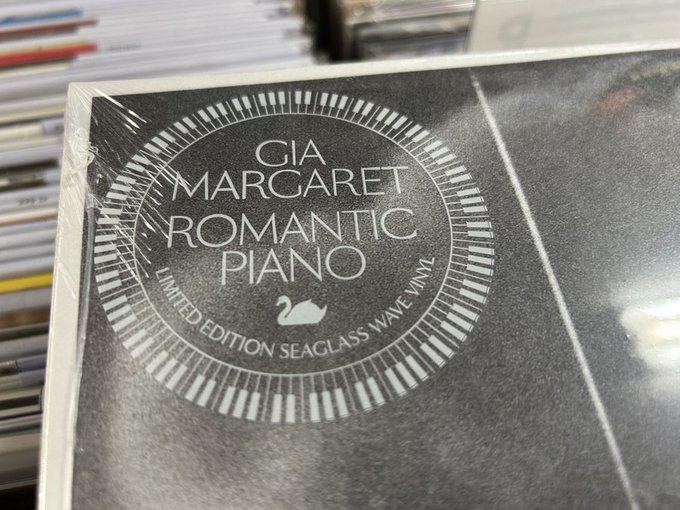 GIA
MARGARET
ROMANTIC
PIANO
LIMITED EDITION SEAGLASS WAVE VINYL